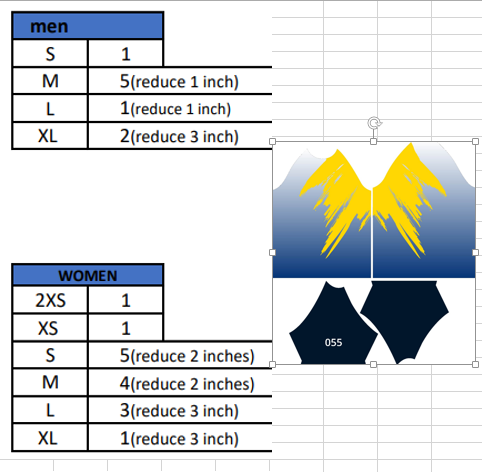 men
S 1
M 5(reduce 1 inch)
L 1(reduce 1 inch)
XL 2(reduce 3 inch)
WOMEN
2XS 1
XS 1
S 5(reduce 2 inches)
M 4(reduce 2 inches)
L 3(reduce 3 inch)
XL 1(reduce 3 inch)
055